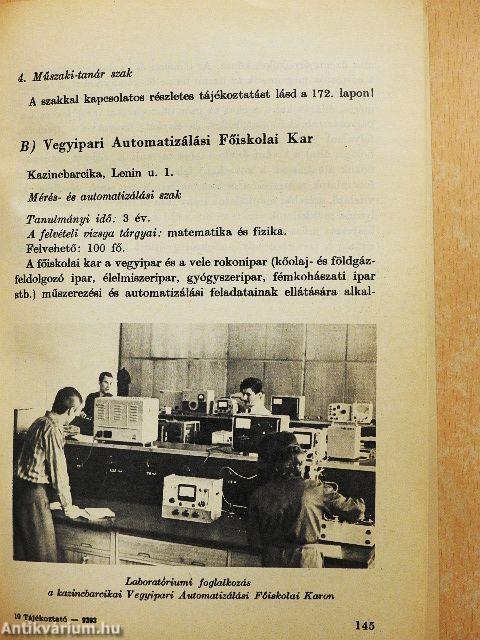 4. Műszaki-tanár szak
A szakkal kapcsolatos részletes tájékoztatást lásd a 172. lapon!
B) Vegyipari Automatizálási Főiskolai Kar
Kazincbarcika, Lenin u. 1.
Mérés- és automatizálási szak
Tanulmányi idő: 3 év.
A felvételi vizsga tárgyai: matematika és fizika.
Felvehető: 100 fő.
A főiskolai kar a vegyipar és a vele rokonipar (kőolaj- és földgáz-
feldolgozó ipar, élelmiszeripar, gyógyszeripar, fémkohászati ipar
stb.) műszerezési és automatizálási feladatainak ellátására alkal-
Laboratóriumi foglalkozás
a kazincbarcikai Vegyipari Automatizálási Főiskolai Karon
10 Tájékoztató — 9393
145
Antikvárium.hu